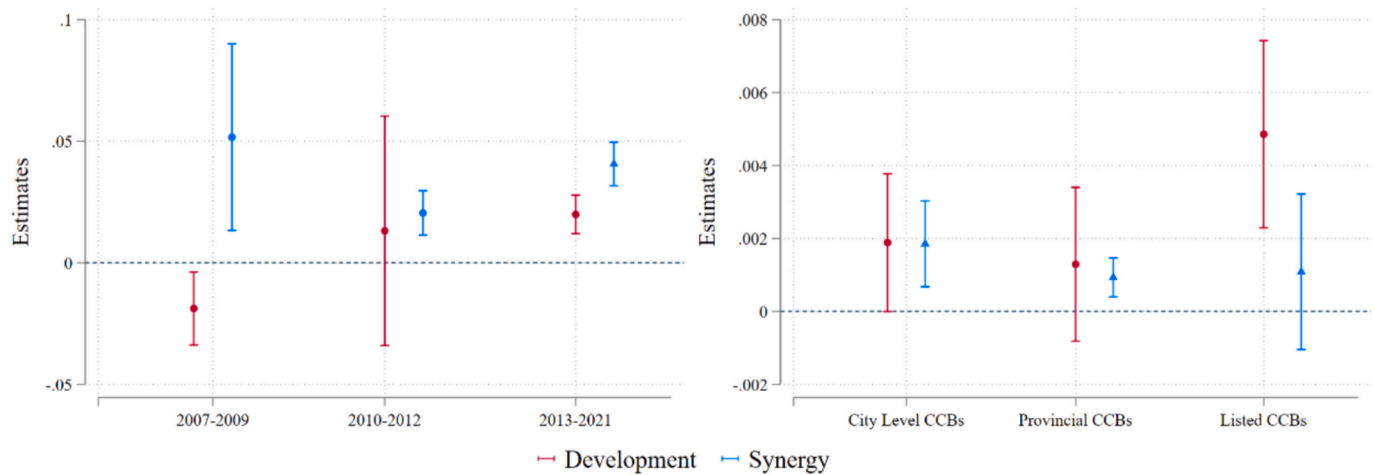 .1
.05
0
-.05
Estimates
2007-2009
2010-2012
2013-2021
.008
.006
.004
.002
0
-.002
Estimates
City Level CCBs
Provincial CCBs
Listed CCBs
Development
Synergy